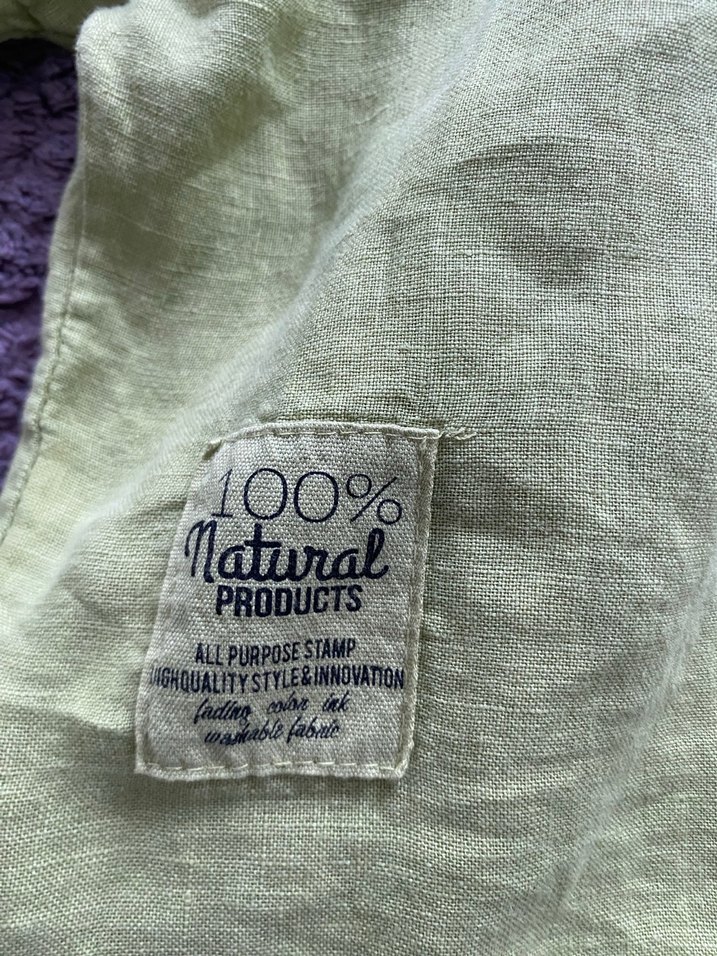 100%
Natural
PRODUCTS
ALL PURPOSE STAMP
HIGHQUALITY STYLE & INNOVATION
fading color ink
washable fabric